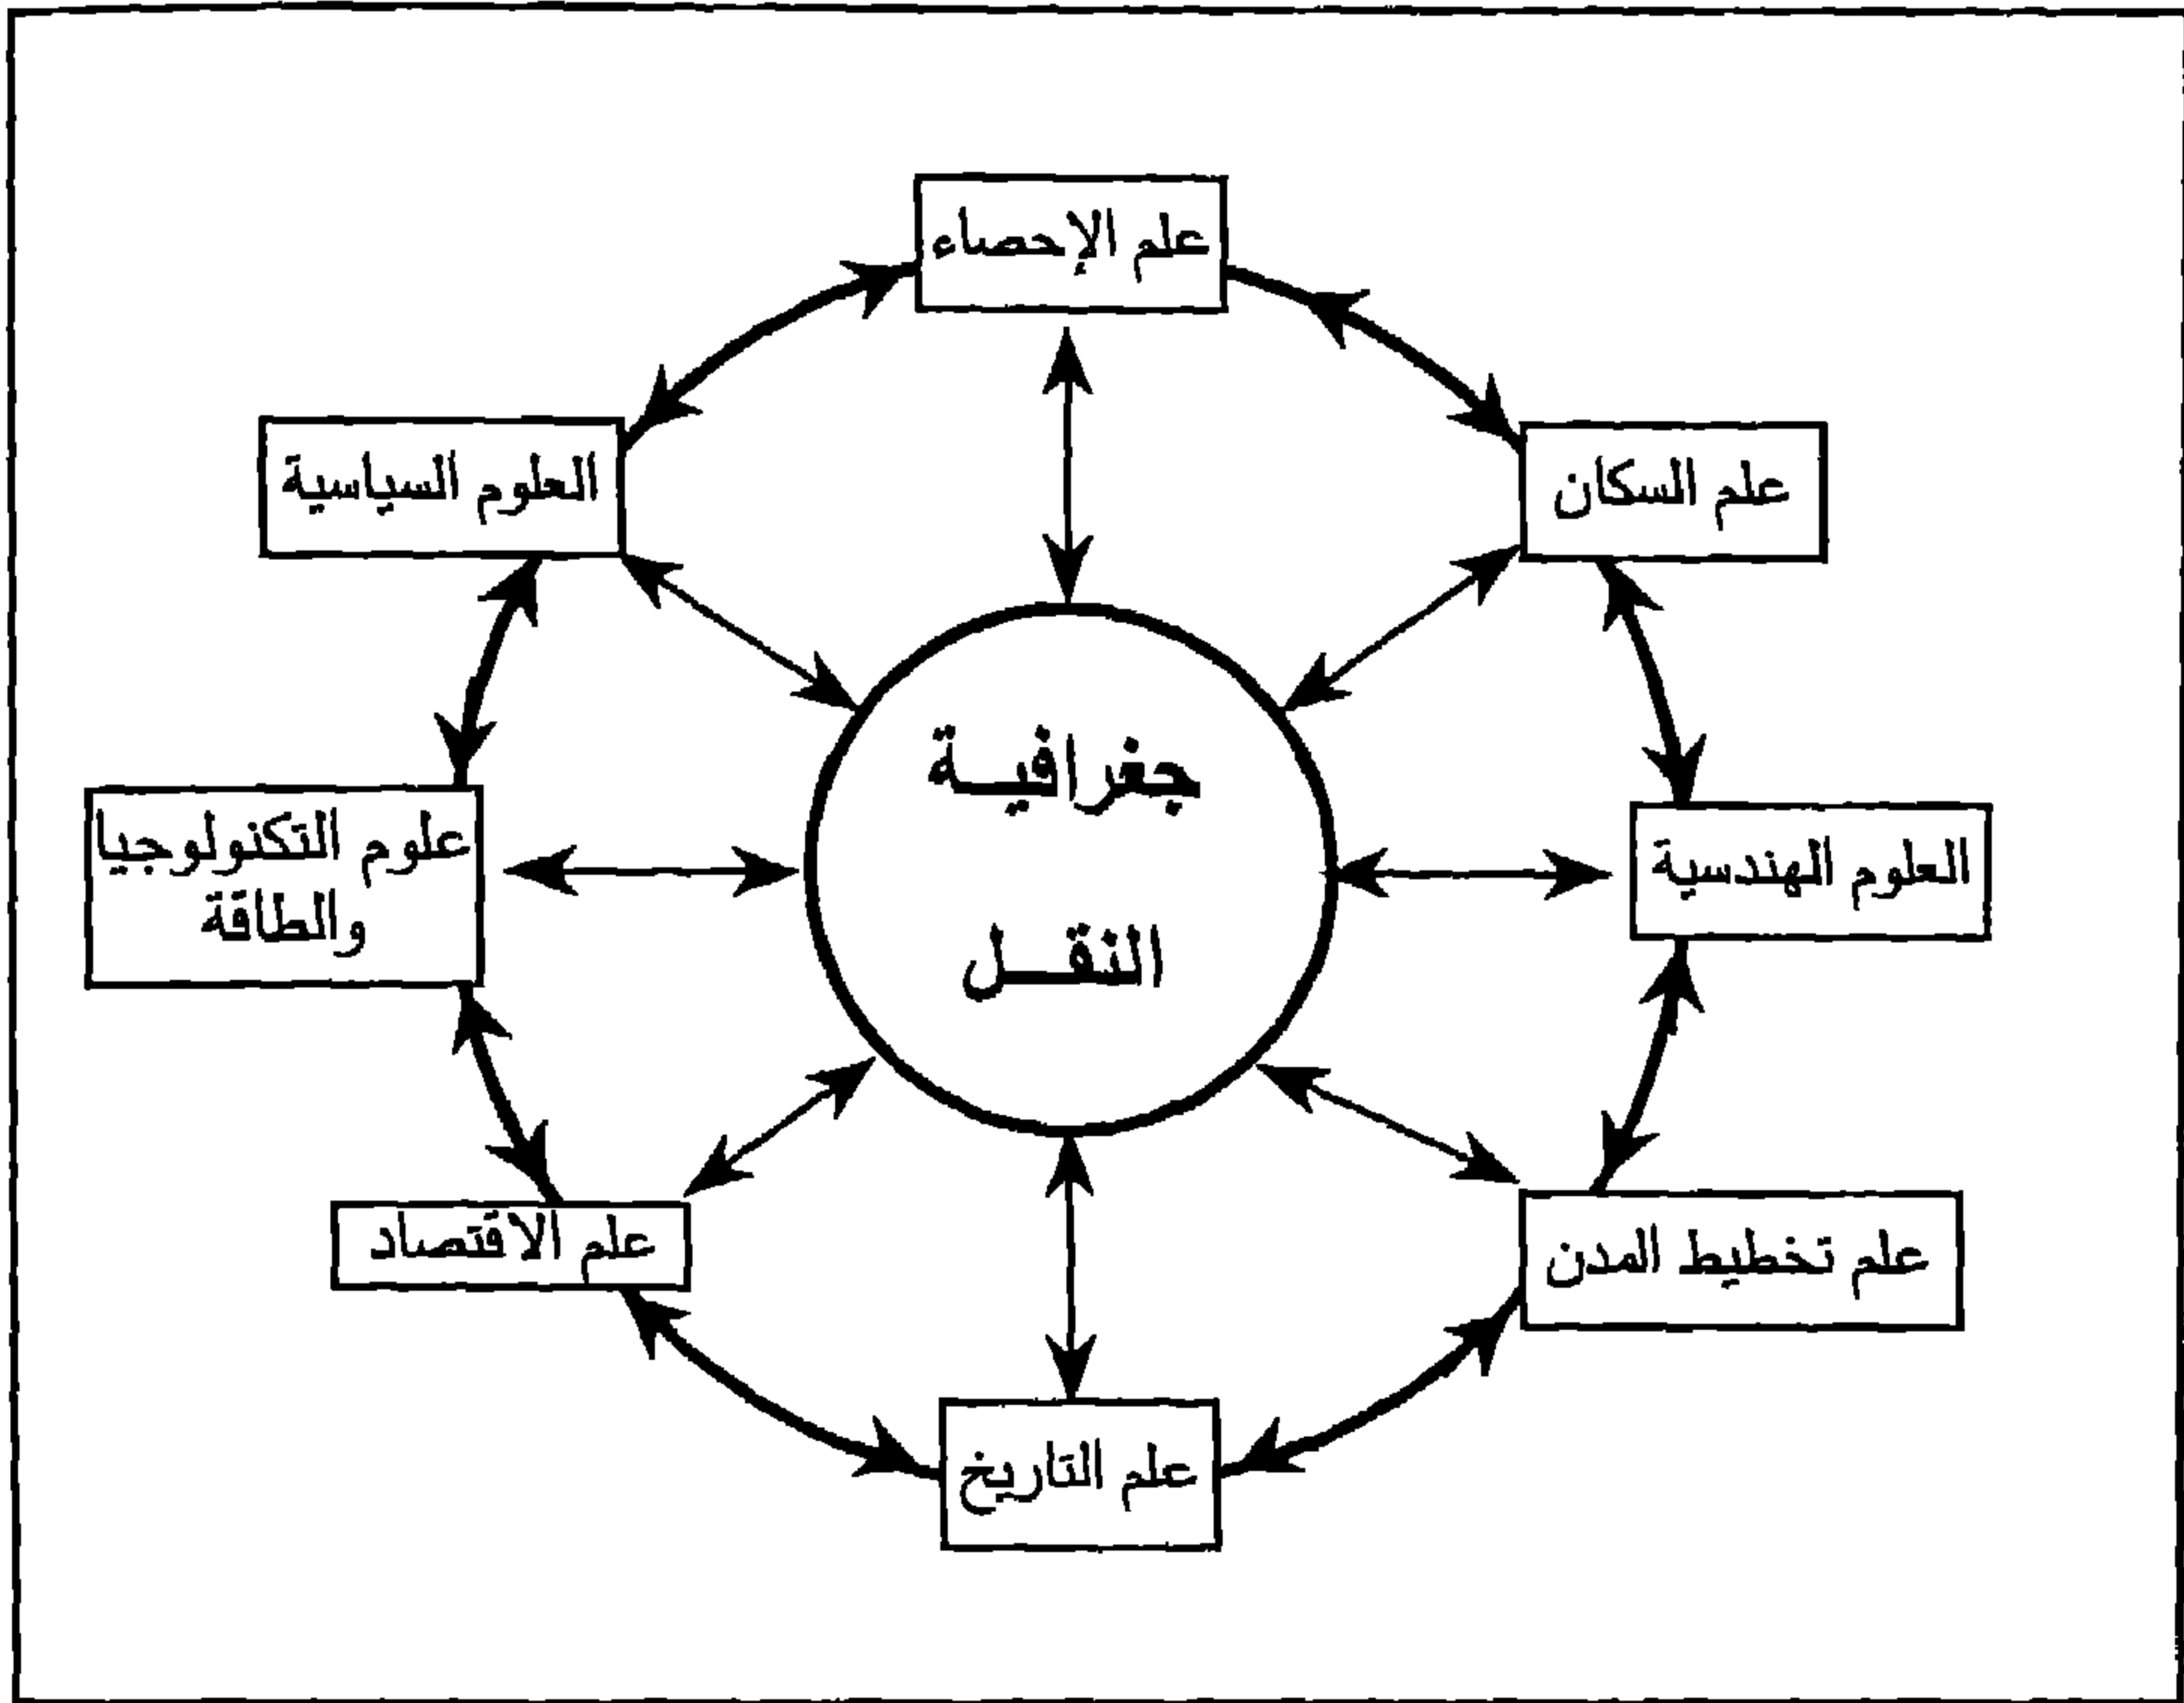 علم الإحصاء
علم السكان
العلوم السياسية
جغرافيــة
النقــل
العلوم الهندسية
علوم التكنولوجيا
والطاقة
علم تخطيط المدن
علم الاقتصاد
علم التاريخ